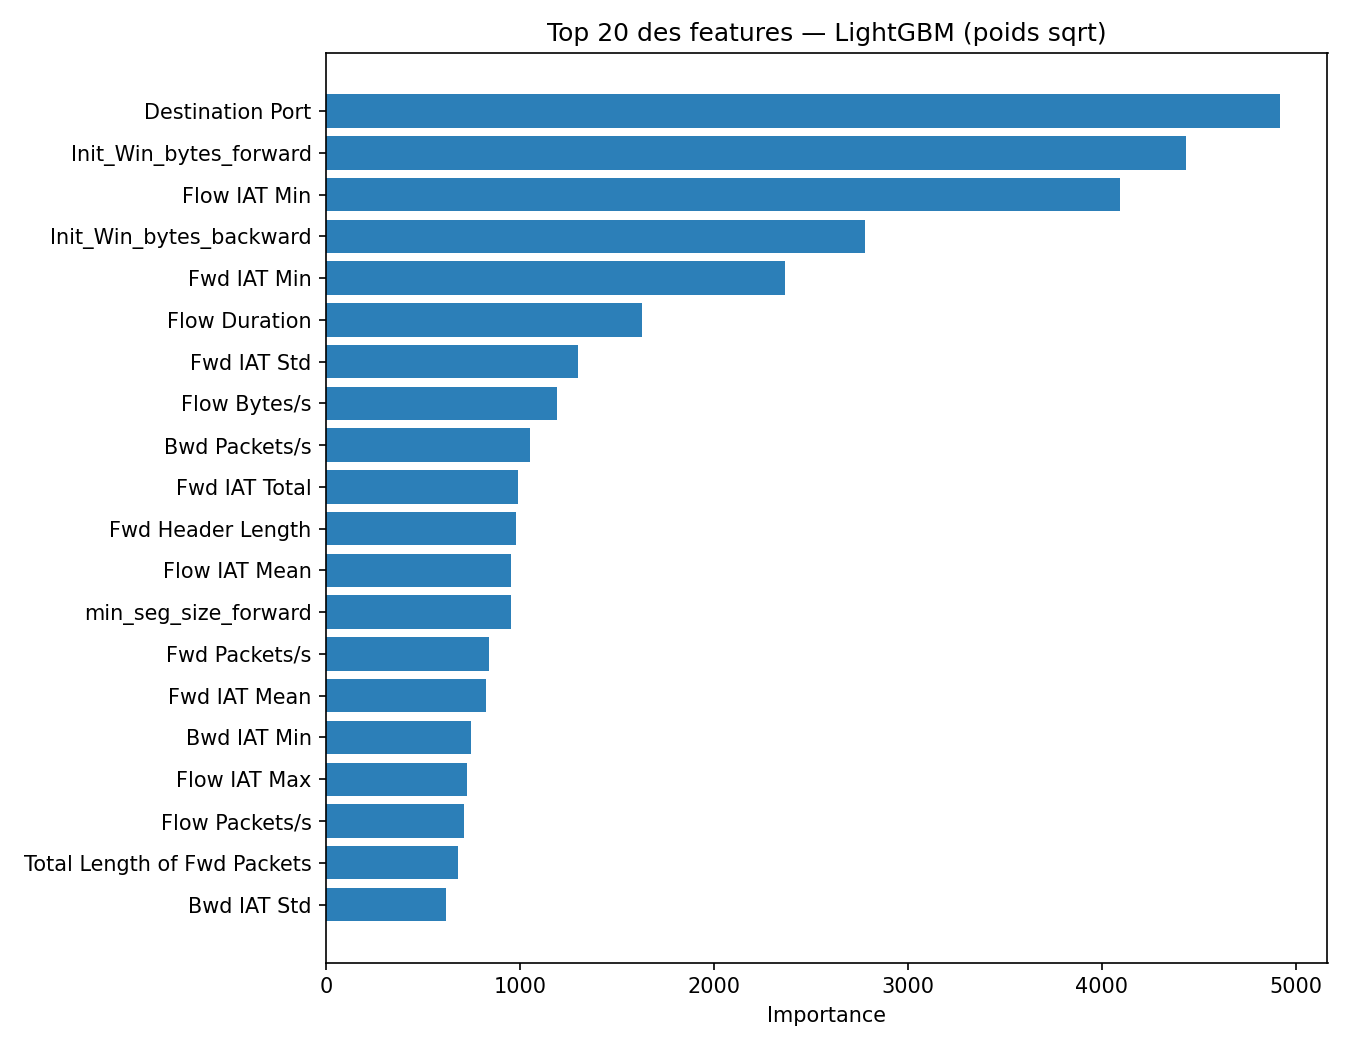 Top 20 des features — LightGBM (poids sqrt)
Destination Port
Init_Win_bytes_forward
Flow IAT Min
Init_Win_bytes_backward
Fwd IAT Min
Flow Duration
Fwd IAT Std
Flow Bytes/s
Bwd Packets/s
Fwd IAT Total
Fwd Header Length
Flow IAT Mean
min_seg_size_forward
Fwd Packets/s
Fwd IAT Mean
Bwd IAT Min
Flow IAT Max
Flow Packets/s
Total Length of Fwd Packets
Bwd IAT Std
0 1000 2000 3000 4000 5000
Importance